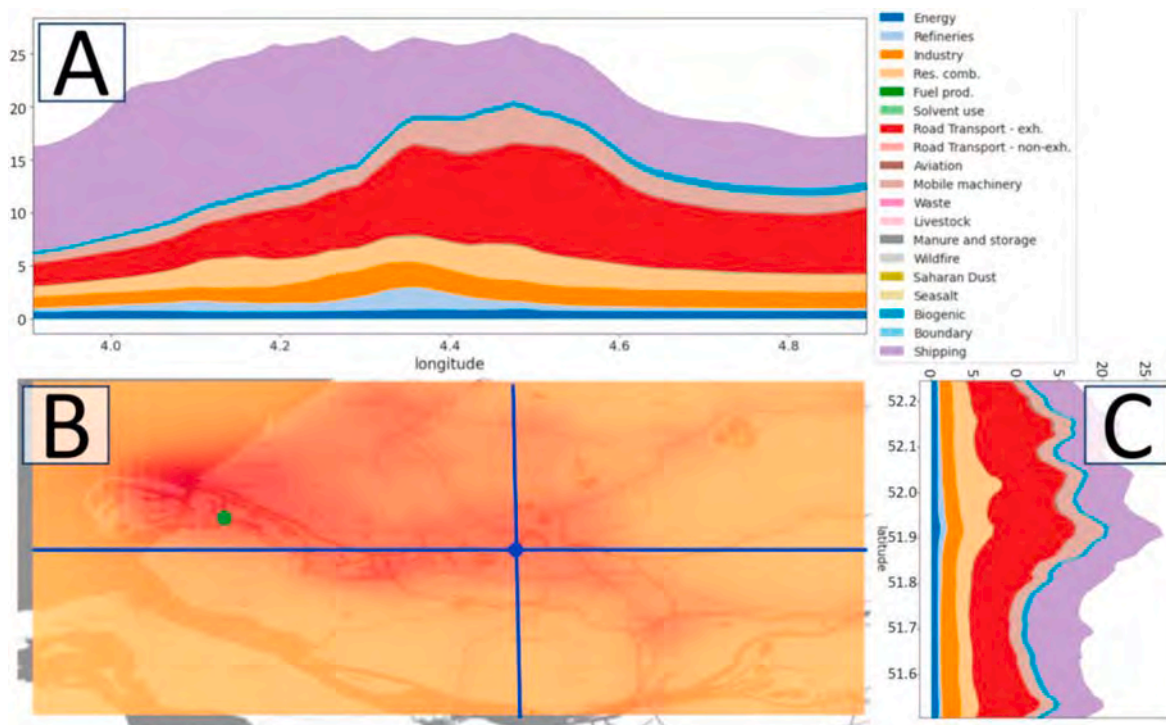 A
25
20
15
10
5
0
4.0 4.2 4.4 4.6 4.8
longitude
Energy
Refineries
Industry
Res. comb.
Fuel prod.
Solvent use
Road Transport - exh.
Road Transport - non-exh.
Aviation
Mobile machinery
Waste
Livestock
Manure and storage
Wildfire
Saharan Dust
Seasalt
Biogenic
Boundary
Shipping
B
C
0 5 0 5 20 25
52.2
52.1
52.0
51.9
51.8
51.7
51.6
latitude